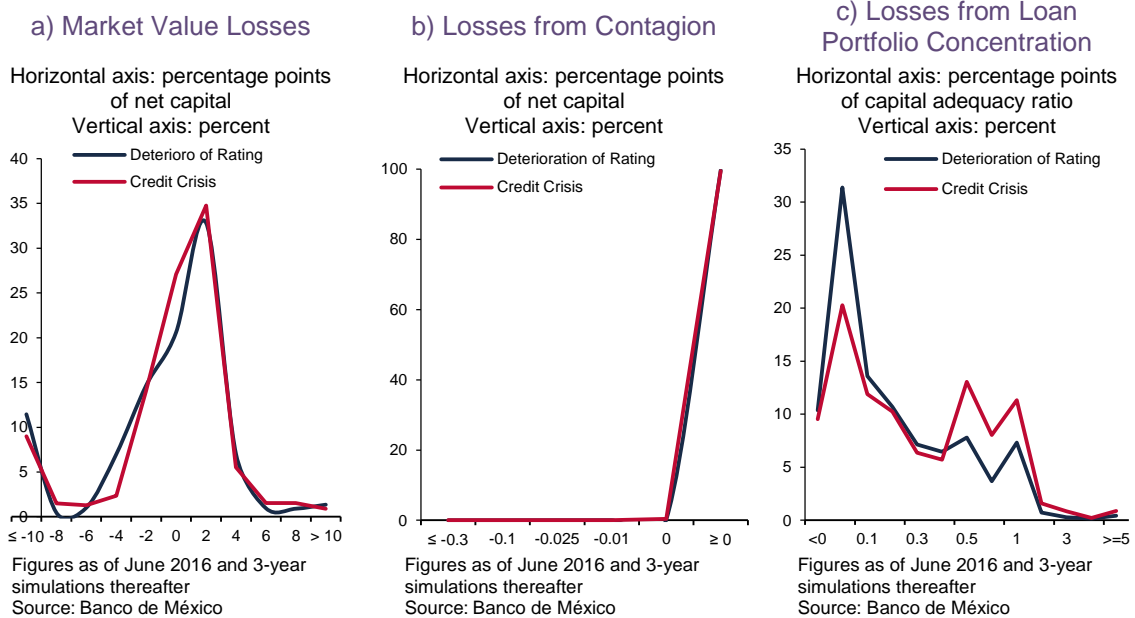 a) Market Value Losses
Horizontal axis: percentage points
of net capital
Vertical axis: percent
Deterioro of Rating
Credit Crisis
40
35
30
25
20
15
10
5
0
≤ -10 -8 -6 -4 -2 0 2 4 6 8 > 10
Figures as of June 2016 and 3-year
simulations thereafter
Source: Banco de México
b) Losses from Contagion
Horizontal axis: percentage points
of net capital
Vertical axis: percent
Deterioration of Rating
Credit Crisis
100
80
60
40
20
0
≤ -0.3 -0.1 -0.025 -0.01 0 ≥ 0
Figures as of June 2016 and 3-year
simulations thereafter
Source: Banco de México
c) Losses from Loan
Portfolio Concentration
Horizontal axis: percentage points
of capital adequacy ratio
Vertical axis: percent
Deterioration of Rating
Credit Crisis
35
30
25
20
15
10
5
0
<0 0.1 0.3 0.5 1 3 >=5
Figures as of June 2016 and 3-year
simulations thereafter
Source: Banco de México